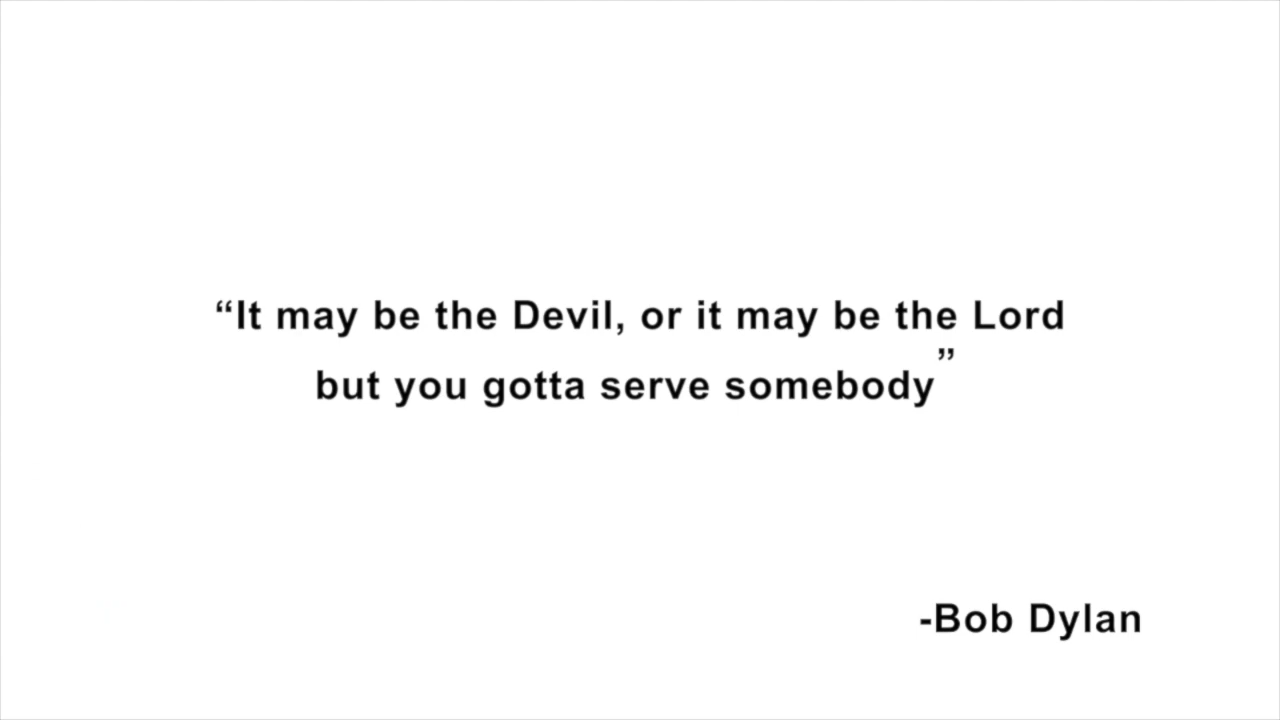 “It may be the Devil, or it may be the Lord
but you gotta serve somebody”
-Bob Dylan